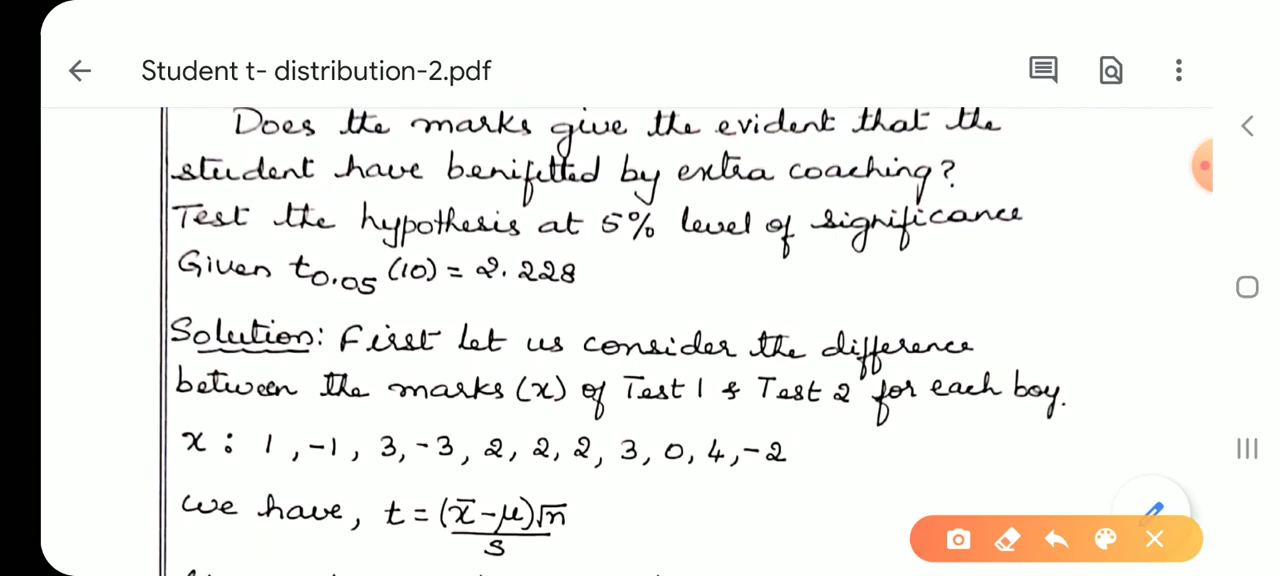 Student t- distribution-2.pdf
Does the marks give the evident that the
student have benifitted by extra coaching?
Test the hypothesis at 5% level of significance
Given t0.05 (10) = 2.228
Solution: First let us consider the difference
between the marks (x) of Test 1 & Test 2 for each boy.
x : 1, -1, 3, -3, 2, 2, 2, 3, 0, 4, -2
we have, t = (x̄ - μ)√n / s